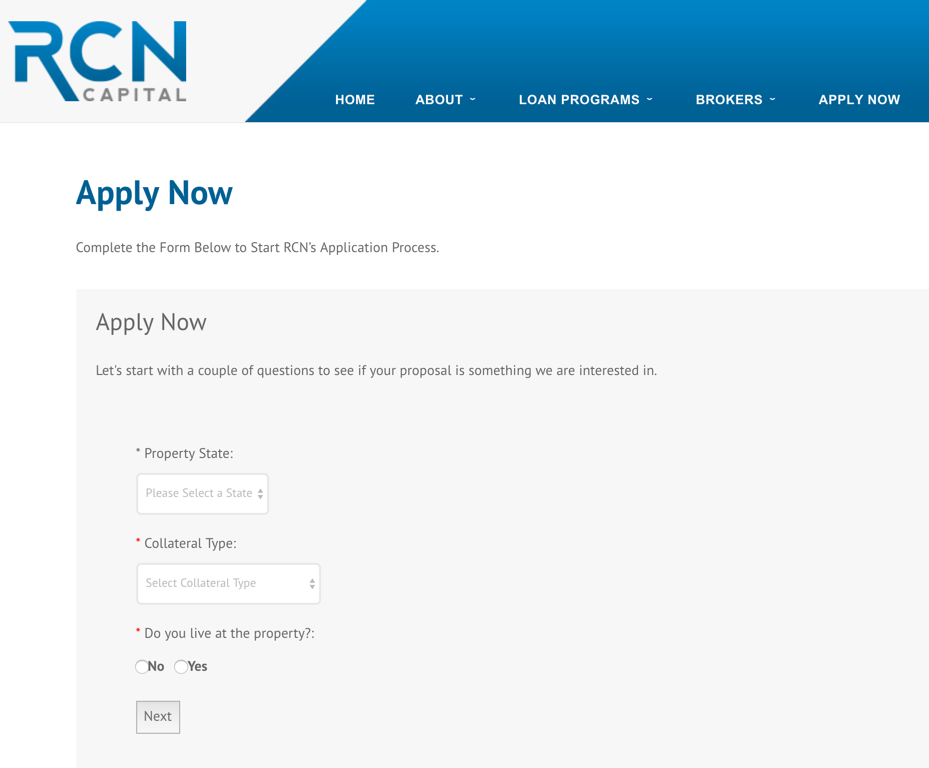 RCN
CAPITAL
HOME ABOUT LOAN PROGRAMS BROKERS APPLY NOW
Apply Now
Complete the Form Below to Start RCN's Application Process.
Apply Now
Let's start with a couple of questions to see if your proposal is something we are interested in.
* Property State:
Please Select a State
* Collateral Type:
Select Collateral Type
* Do you live at the property?:
No Yes
Next